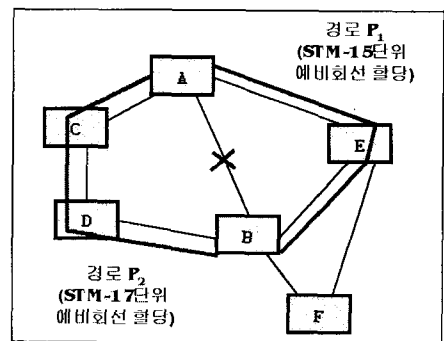 경로 P1
(STM-15단위
예비회선 할당)
A
C
E
D
B
경로 P2
(STM-17단위
예비회선 할당)
F